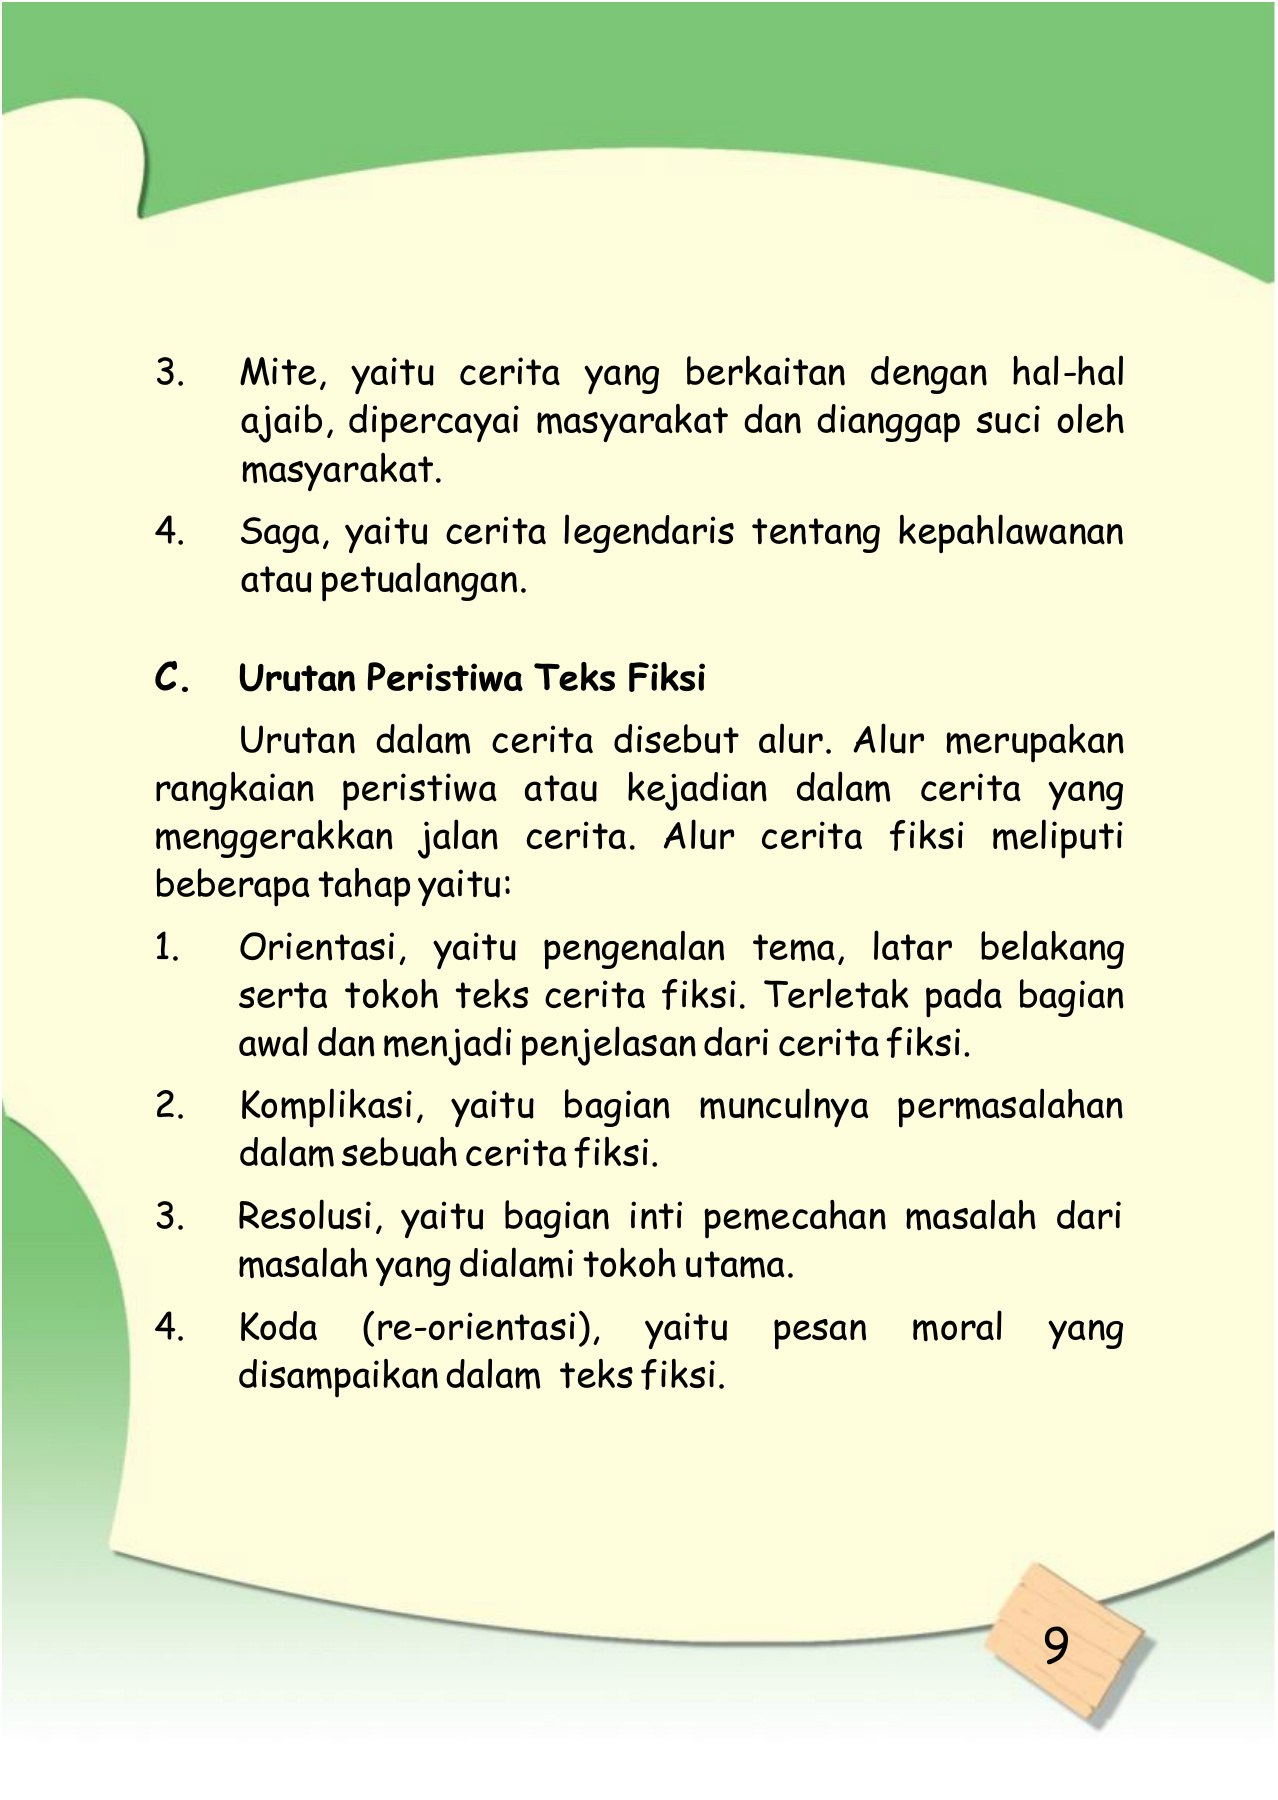 3. Mite, yaitu cerita yang berkaitan dengan hal-hal
ajaib, dipercayai masyarakat dan dianggap suci oleh
masyarakat.
4. Saga, yaitu cerita legendaris tentang kepahlawanan
atau petualangan.
C. Urutan Peristiwa Teks Fiksi
Urutan dalam cerita disebut alur. Alur merupakan
rangkaian peristiwa atau kejadian dalam cerita yang
menggerakkan jalan cerita. Alur cerita fiksi meliputi
beberapa tahap yaitu:
1. Orientasi, yaitu pengenalan tema, latar belakang
serta tokoh teks cerita fiksi. Terletak pada bagian
awal dan menjadi penjelasan dari cerita fiksi.
2. Komplikasi, yaitu bagian munculnya permasalahan
dalam sebuah cerita fiksi.
3. Resolusi, yaitu bagian inti pemecahan masalah dari
masalah yang dialami tokoh utama.
4. Koda (re-orientasi), yaitu pesan moral yang
disampaikan dalam teks fiksi.
9